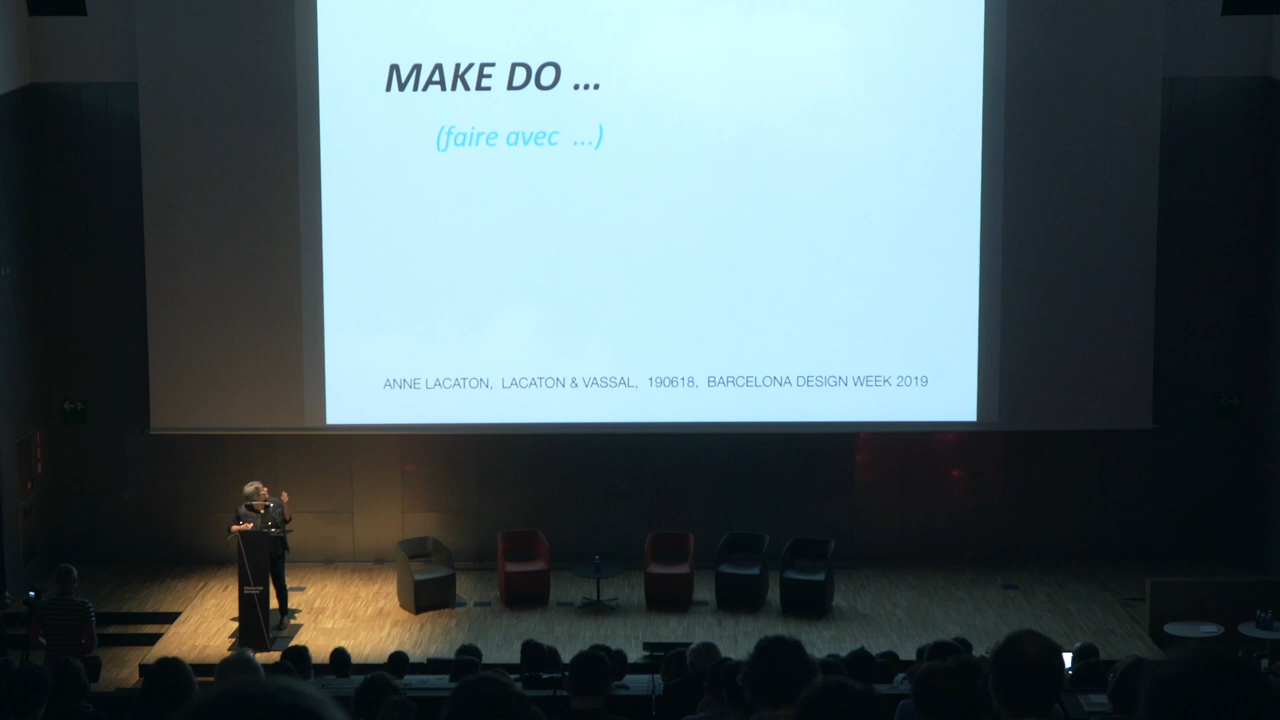 MAKE DO ...
(faire avec ...)
ANNE LACATON, LACATON & VASSAL, 190618, BARCELONA DESIGN WEEK 2019